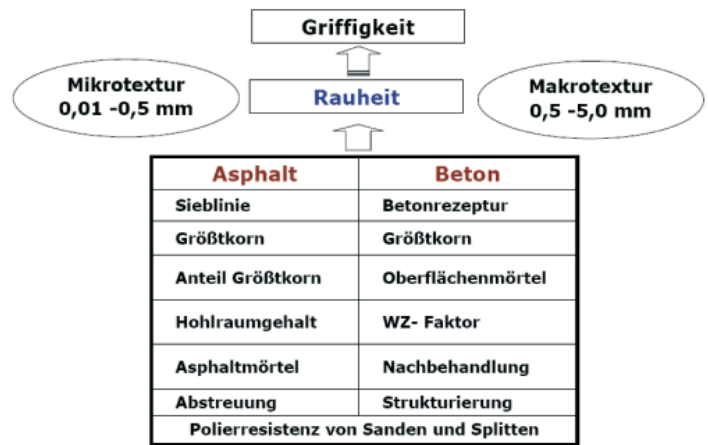 Griffigkeit
Mikrotextur
0,01 -0,5 mm
Rauheit
Makrotextur
0,5 -5,0 mm
Asphalt Beton
Sieblinie Betonrezeptur
Größtkorn Größtkorn
Anteil Größtkorn Oberflächenmörtel
Hohlraumgehalt WZ- Faktor
Asphaltmörtel Nachbehandlung
Abstreuung Strukturierung
Polierresistenz von Sanden und Splitten